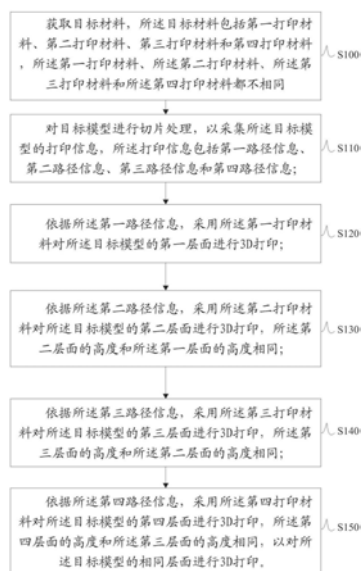 获取目标材料，所述目标材料包括第一打印材
料、第二打印材料、第三打印材料和第四打印材料
，所述第一打印材料、所述第二打印材料、所述第
三打印材料和所述第四打印材料都不相同
S100
对目标模型进行切片处理，以采集所述目标模
型的打印信息，所述打印信息包括第一路径信息、
第二路径信息、第三路径信息和第四路径信息；
S110
依据所述第一路径信息，采用所述第一打印材
料对所述目标模型的第一层面进行3D打印；
S120
依据所述第二路径信息，采用所述第二打印材
料对所述目标模型的第二层面进行3D打印，所述第
二层面的高度和所述第一层面的高度相同；
S130
依据所述第三路径信息，采用所述第三打印材
料对所述目标模型的第三层面进行3D打印，所述第
三层面的高度和所述第二层面的高度相同；
S140
依据所述第四路径信息，采用所述第四打印材
料对所述目标模型的第四层面进行3D打印，所述第
四层面的高度和所述第三层面的高度相同，以对所
述目标模型的相同层面进行3D打印。
S150